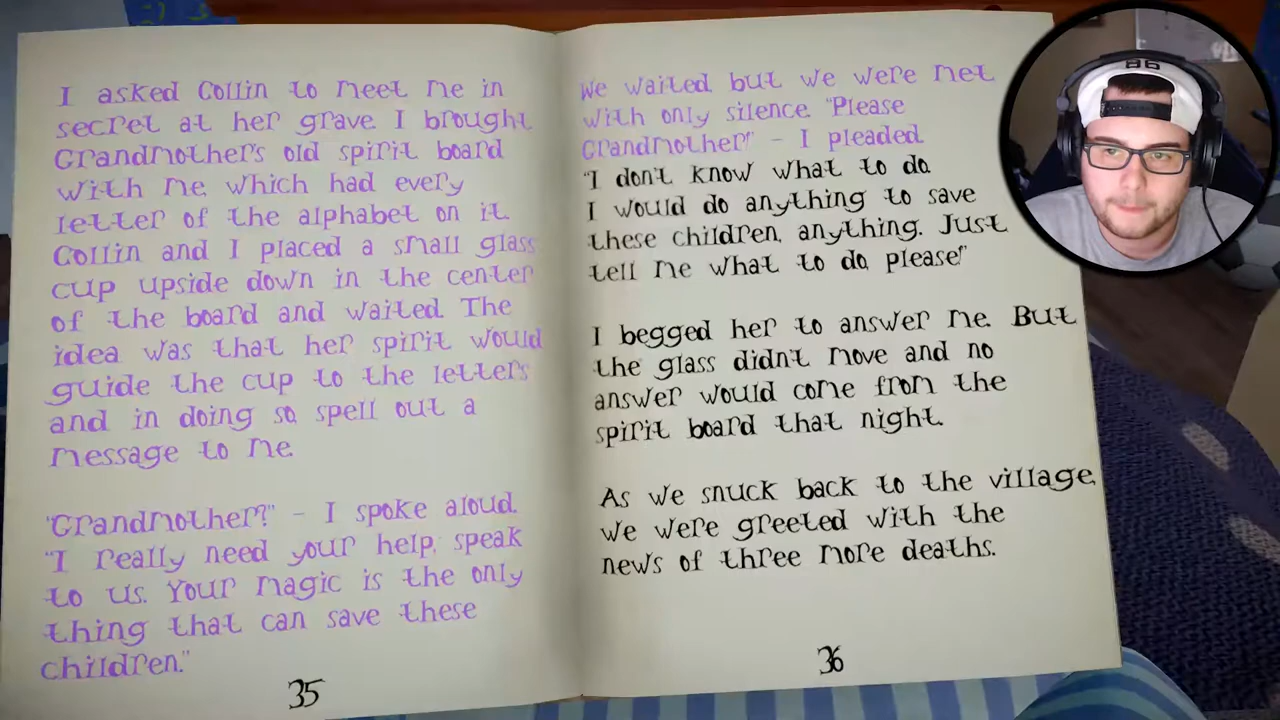 I asked Collin to meet me in
secret at her grave. I brought
Grandmother's old spirit board
with me, which had every
letter of the alphabet on it.
Collin and I placed a small glass
cup upside down in the center
of the board and waited. The
idea was that her spirit would
guide the cup to the letters
and in doing so, spell out a
message to me.
"Grandmother?" - I spoke aloud.
"I really need your help, speak
to us. Your magic is the only
thing that can save these
children."
35
We waited but we were met
with only silence. "Please
Grandmother!" - I pleaded.
"I don't know what to do.
I would do anything to save
these children, anything. Just
tell me what to do, please!"
I begged her to answer me. But
the glass didn't move and no
answer would come from the
spirit board that night.
As we snuck back to the village,
we were greeted with the
news of three more deaths.
36